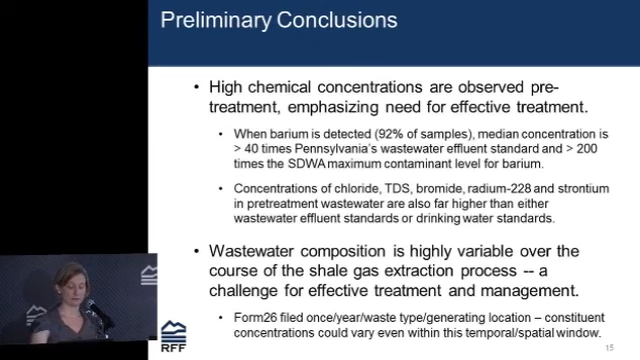 Preliminary Conclusions
• High chemical concentrations are observed pre-
treatment, emphasizing need for effective treatment.
• When barium is detected (92% of samples), median concentration is
> 40 times Pennsylvania's wastewater effluent standard and > 200
times the SDWA maximum contaminant level for barium.
• Concentrations of chloride, TDS, bromide, radium-228 and strontium
in pretreatment wastewater are also far higher than either
wastewater effluent standards or drinking water standards.
• Wastewater composition is highly variable over the
course of the shale gas extraction process -- a
challenge for effective treatment and management.
• Form26 filed once/year/waste type/generating location – constituent
concentrations could vary even within this temporal/spatial window.
RFF
15